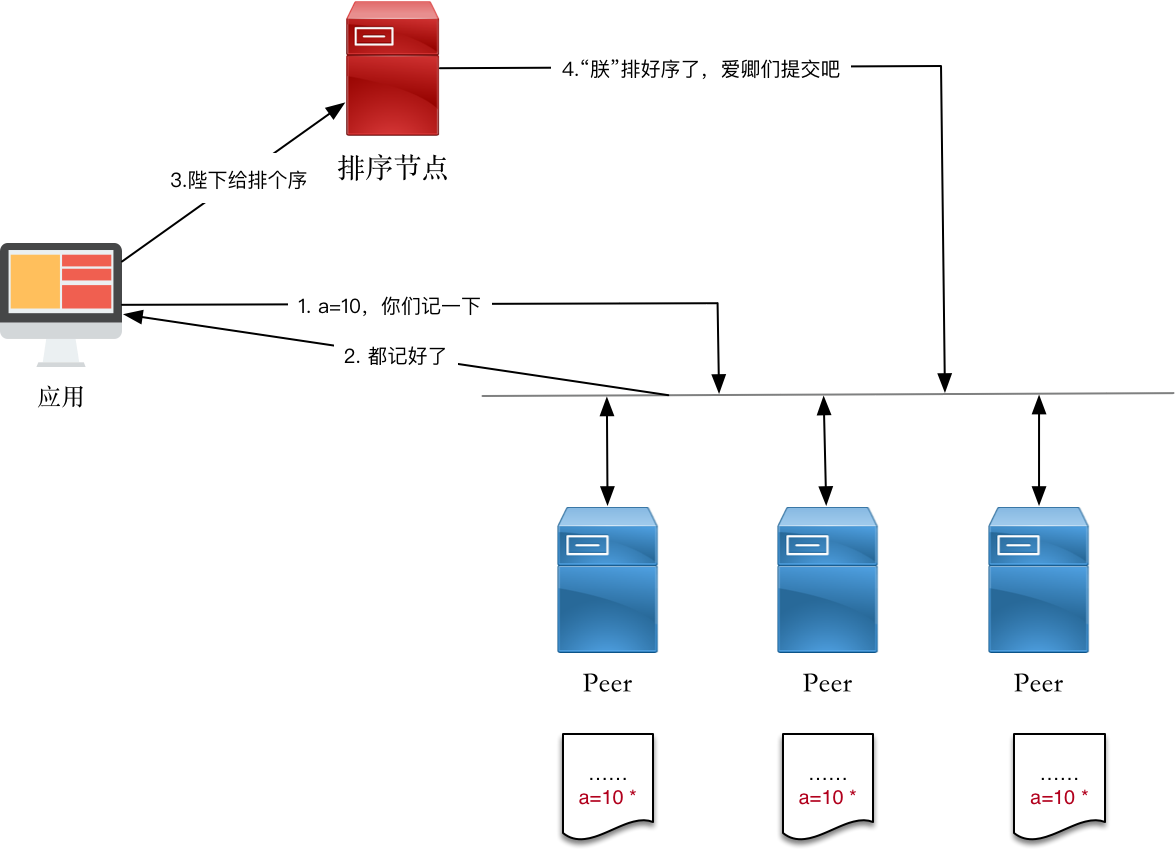 4.“朕”排好序了，爱卿们提交吧
排序节点
3.陛下给排个序
1. a=10，你们记一下
2. 都记好了
应用
Peer
Peer
Peer
......
a=10 *
......
a=10 *
......
a=10 *